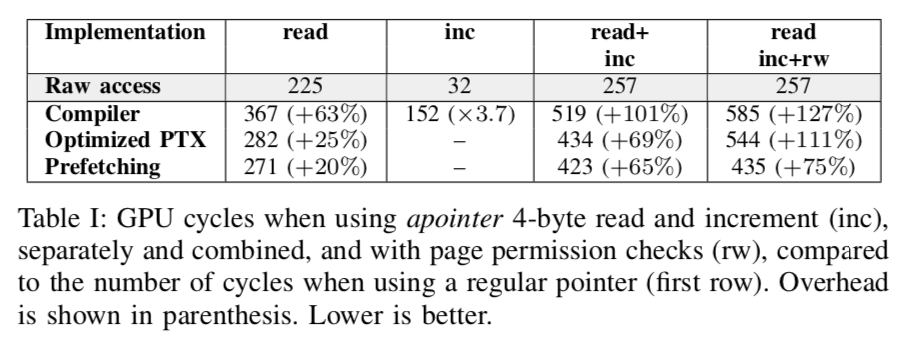 Implementation read inc read+ read
inc inc+rw
Raw access 225 32 257 257
Compiler 367 (+63%) 152 (×3.7) 519 (+101%) 585 (+127%)
Optimized PTX 282 (+25%) – 434 (+69%) 544 (+111%)
Prefetching 271 (+20%) – 423 (+65%) 435 (+75%)
Table I: GPU cycles when using apointer 4-byte read and increment (inc),
separately and combined, and with page permission checks (rw), compared
to the number of cycles when using a regular pointer (first row). Overhead
is shown in parenthesis. Lower is better.